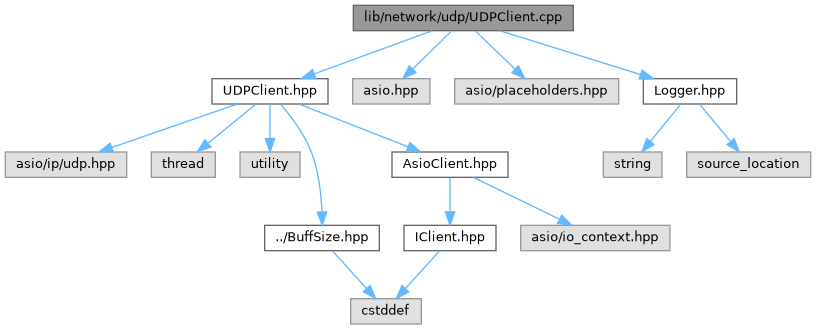 lib/network/udp/UDPClient.cpp
UDPClient.hpp
asio.hpp
asio/placeholders.hpp
Logger.hpp
asio/ip/udp.hpp
thread
utility
AsioClient.hpp
string
source_location
../BuffSize.hpp
IClient.hpp
asio/io_context.hpp
cstddef